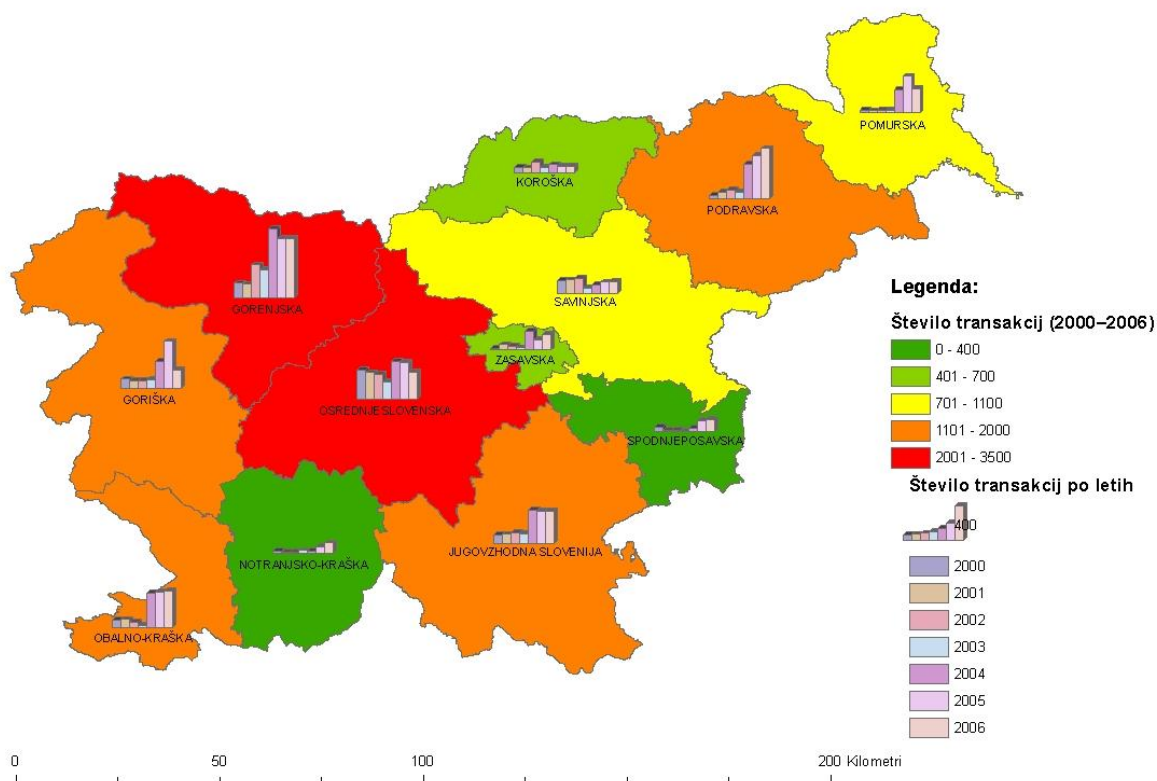 POMURSKA
KOROŠKA
PODRAVSKA
SAVINJSKA
GORENJSKA
ZASAVSKA
GORIŠKA
OSREDNJESLOVENSKA
SPODNJEPOSAVSKA
JUGOVZHODNA SLOVENIJA
NOTRANJSKO-KRAŠKA
OBALNO-KRAŠKA
Legenda:
Število transakcij (2000–2006)
0 - 400
401 - 700
701 - 1100
1101 - 2000
2001 - 3500
Število transakcij po letih
400
2000
2001
2002
2003
2004
2005
2006
0 50 100 200 Kilometri